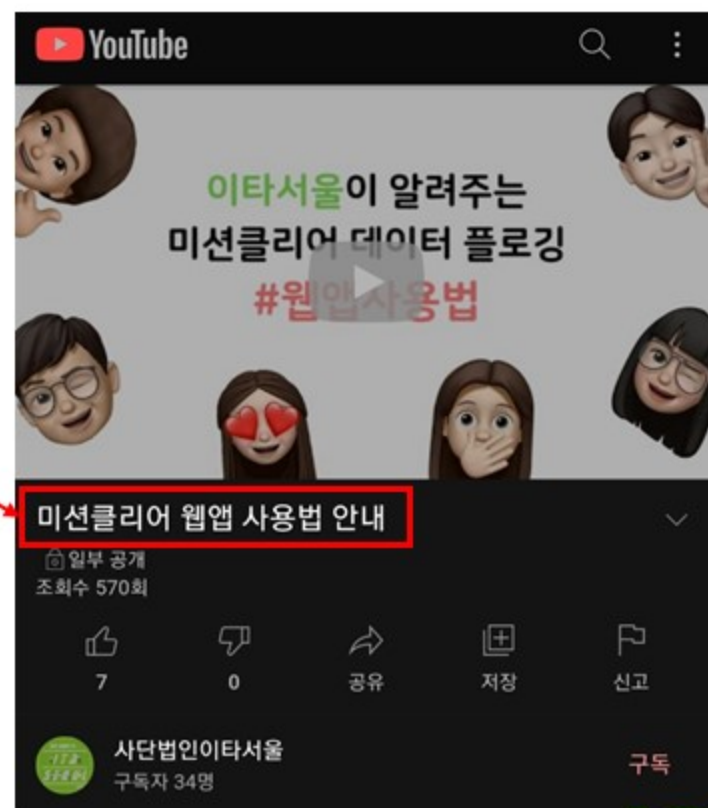 YouTube
이타서울이 알려주는
미션클리어 데이터 플로깅
#웹앱사용법
미션클리어 웹앱 사용법 안내
일부 공개
조회수 570회
7
0
공유
저장
신고
사단법인이타서울
구독자 34명
구독